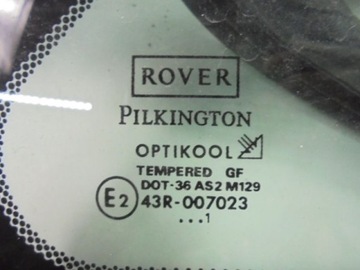 ROVER
PILKINGTON
OPTIKOOL
TEMPERED GF
DOT-36 AS2 M129
E2 43R-007023
...1